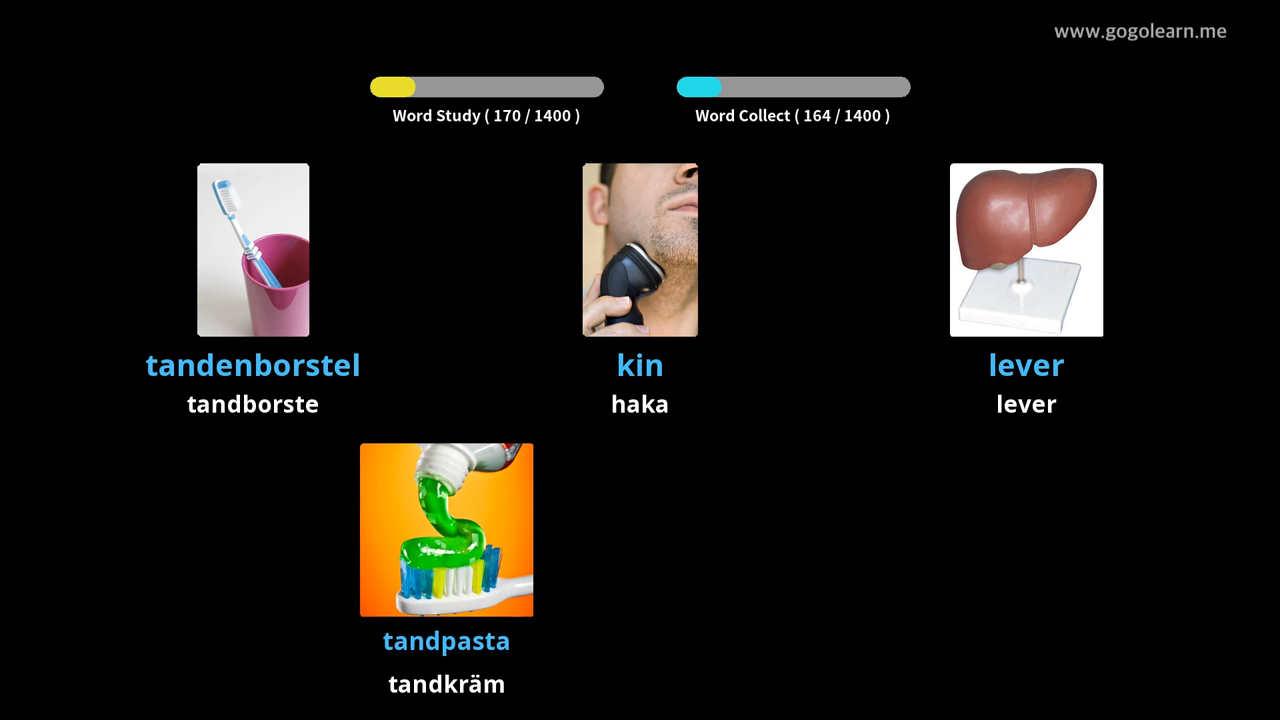 www.gogolearn.me
Word Study ( 170 / 1400 )
Word Collect ( 164 / 1400 )
tandenborstel
tandborste
kin
haka
lever
lever
tandpasta
tandkräm